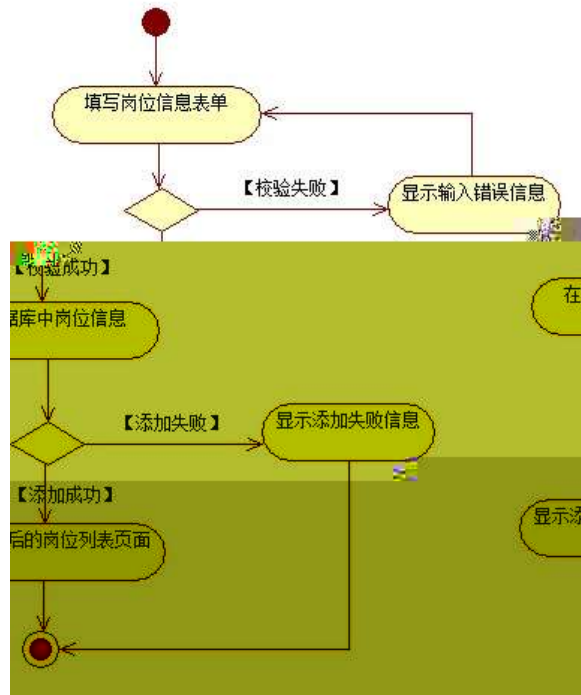 填写岗位信息表单
【校验失败】
显示输入错误信息
【校验成功】
在
据库中岗位信息
【添加失败】
显示添加失败信息
【添加成功】
显示添
后的岗位列表页面